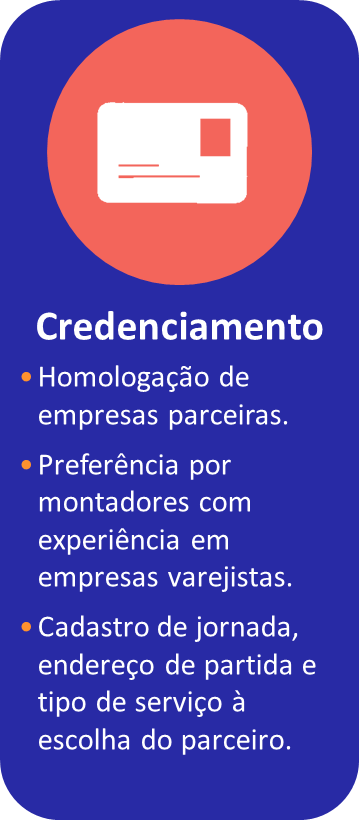 Credenciamento
• Homologação de
empresas parceiras.
• Preferência por
montadores com
experiência em
empresas varejistas.
• Cadastro de jornada,
endereço de partida e
tipo de serviço à
escolha do parceiro.